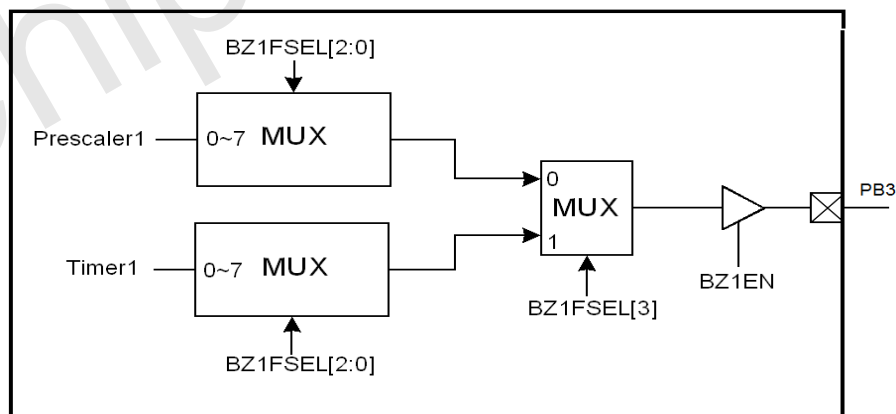 BZ1FSEL[2:0]
Prescaler1
0~7 MUX
0
MUX
1
PB3
Timer1
0~7 MUX
BZ1EN
BZ1FSEL[3]
BZ1FSEL[2:0]